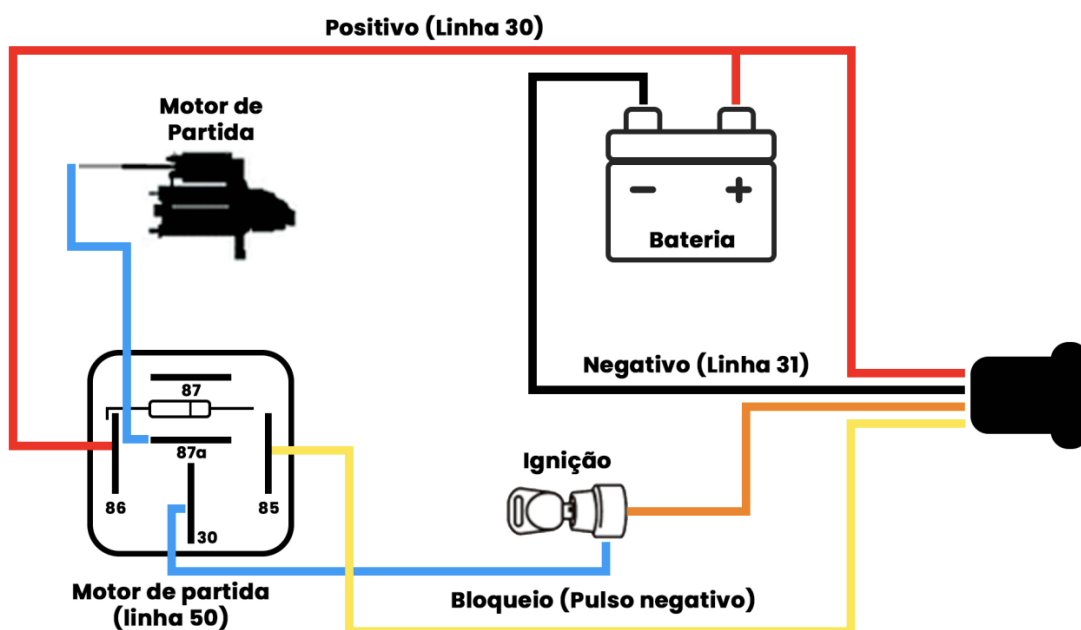 Positivo (Linha 30)
Motor de
Partida
− +
Bateria
Negativo (Linha 31)
87
87a
86
85
30
Ignição
Motor de partida
(linha 50)
Bloqueio (Pulso negativo)